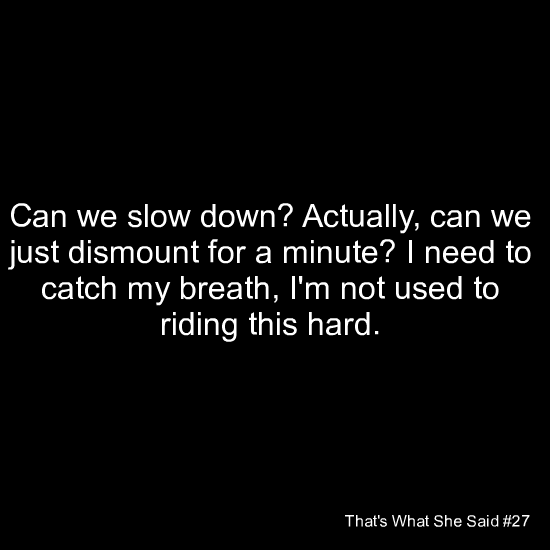 Can we slow down? Actually, can we
just dismount for a minute? I need to
catch my breath, I'm not used to
riding this hard.
That's What She Said #27